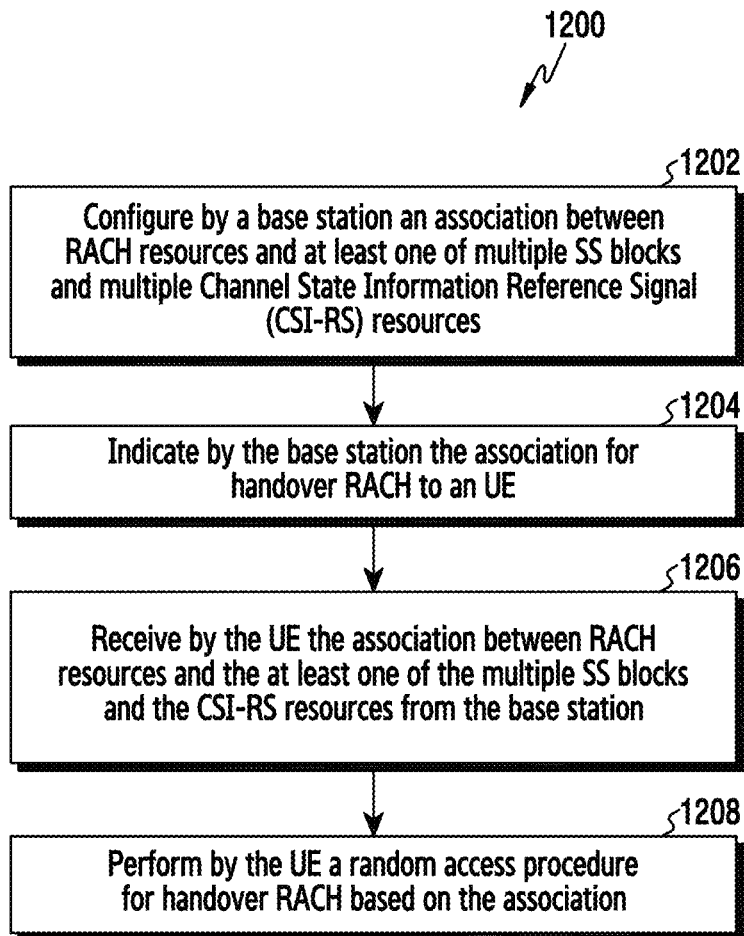 1200
1202
Configure by a base station an association between
RACH resources and at least one of multiple SS blocks
and multiple Channel State Information Reference Signal
(CSI-RS) resources
1204
Indicate by the base station the association for
handover RACH to an UE
1206
Receive by the UE the association between RACH
resources and the at least one of the multiple SS blocks
and the CSI-RS resources from the base station
1208
Perform by the UE a random access procedure
for handover RACH based on the association